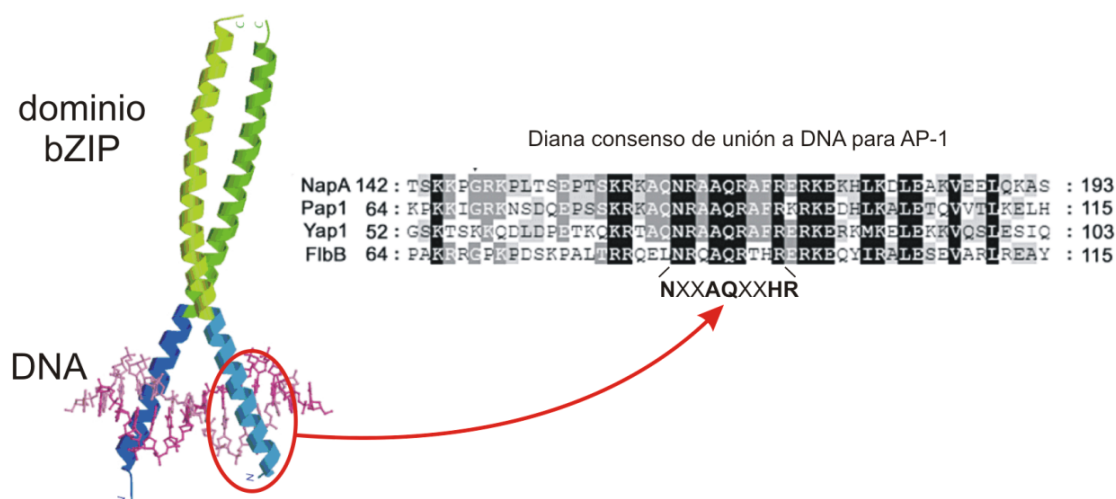 dominio
bZIP
DNA
C C
N
N
Diana consenso de unión a DNA para AP-1
NapA 142 : TSKKPGRKPLTSEPTSKRKAQNRAAQRAFRERKEKHLKDLEAKVEELQKAS : 193
Pap1 64 : KPKKIGRKNSDQEPSSKRKAQNRAAQRAFRKRKEDHLKALETQVVTLKELH : 115
Yap1 52 : GSKTSKKQDLDPETKQKRTAQNRAAQRAFRERKERKMKELEKKVQSLESIQ : 103
FlbB 64 : PAKRRGPKPDSKPALTRRQELNRQAQRTHRERKEQYIRALESEVARLREAY : 115
NXXAQXXHR